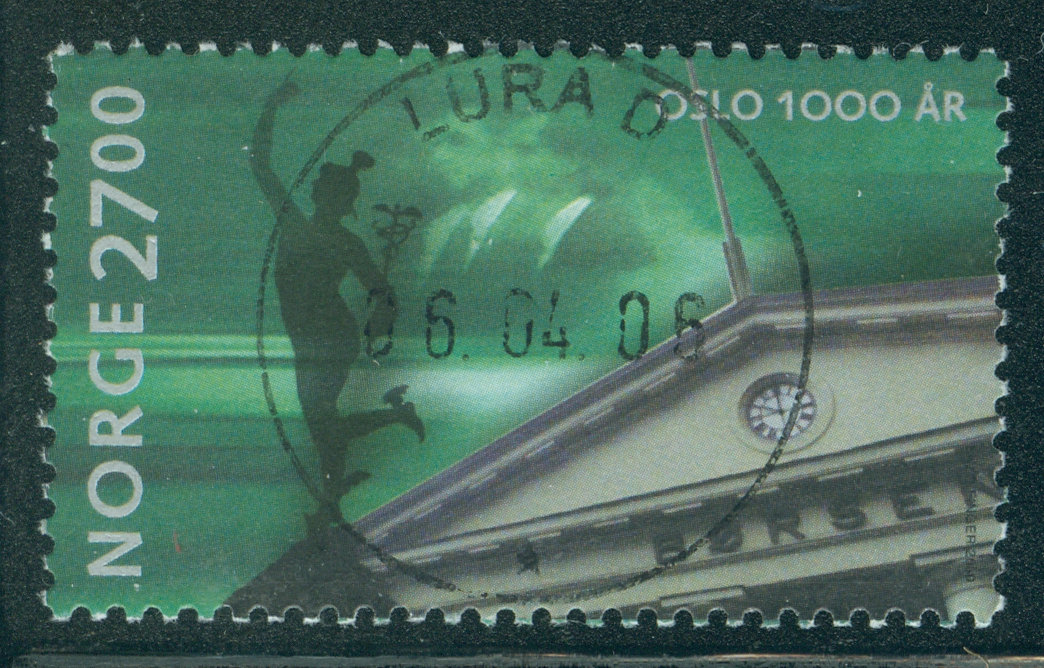 NORGE 2700
OSLO 1000 ÅR
LURA D
06.04.06
BØRSEN